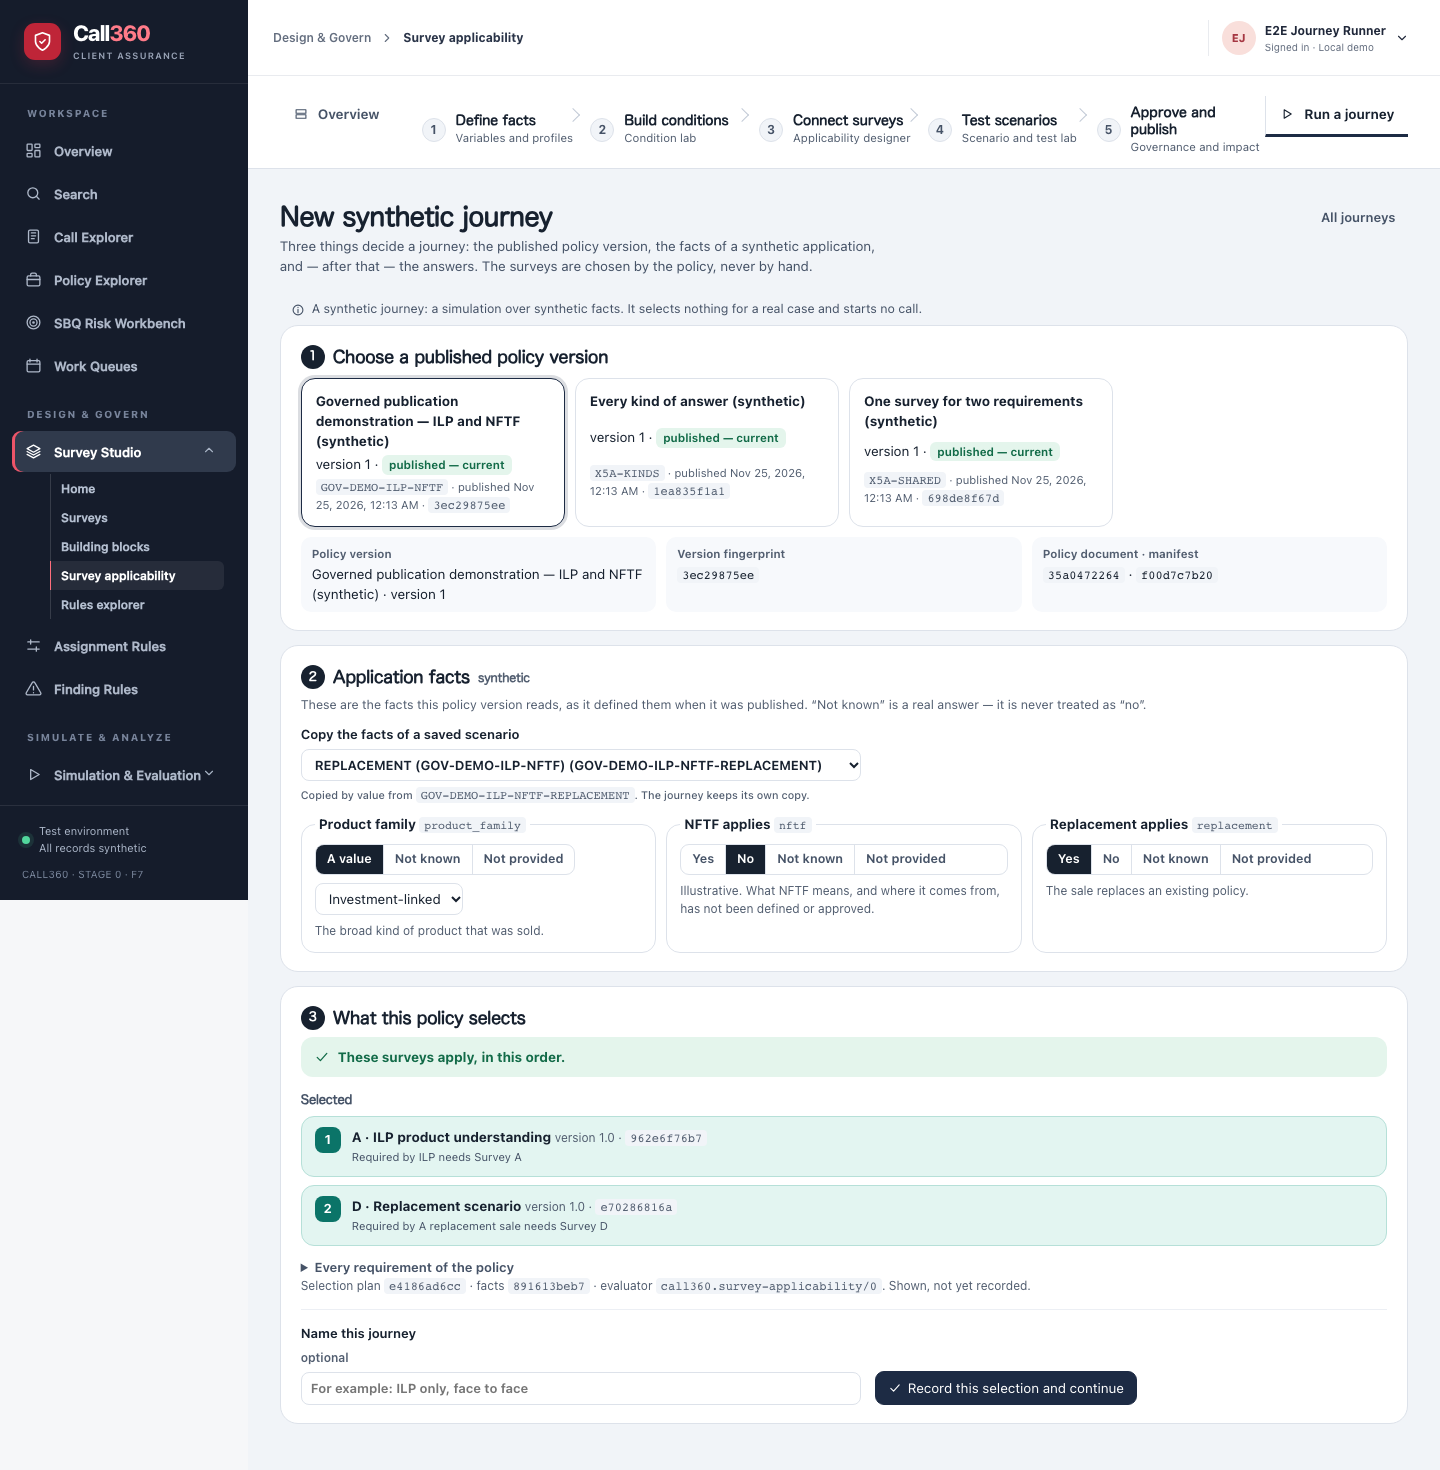 Call360
CLIENT ASSURANCE
WORKSPACE
Overview
Search
Call Explorer
Policy Explorer
SBQ Risk Workbench
Work Queues
DESIGN & GOVERN
Survey Studio
Home
Surveys
Building blocks
Survey applicability
Rules explorer
Assignment Rules
Finding Rules
SIMULATE & ANALYZE
Simulation & Evaluation
Test environment
All records synthetic
CALL360 · STAGE 0 · F7
Design & Govern
Survey applicability
EJ
E2E Journey Runner
Signed in · Local demo
Overview
1
Define facts
Variables and profiles
2
Build conditions
Condition lab
3
Connect surveys
Applicability designer
4
Test scenarios
Scenario and test lab
5
Approve and
publish
Governance and impact
Run a journey
New synthetic journey
All journeys
Three things decide a journey: the published policy version, the facts of a synthetic application,
and — after that — the answers. The surveys are chosen by the policy, never by hand.
A synthetic journey: a simulation over synthetic facts. It selects nothing for a real case and starts no call.
1 Choose a published policy version
Governed publication
demonstration — ILP and NFTF
(synthetic)
version 1 · published — current
GOV-DEMO-ILP-NFTF · published Nov
25, 2026, 12:13 AM · 3ec29875ee
Every kind of answer (synthetic)
version 1 · published — current
X5A-KINDS · published Nov 25, 2026,
12:13 AM · 1ea835f1a1
One survey for two requirements
(synthetic)
version 1 · published — current
X5A-SHARED · published Nov 25, 2026,
12:13 AM · 698de8f67d
Policy version
Governed publication demonstration — ILP and NFTF
(synthetic) · version 1
Version fingerprint
3ec29875ee
Policy document · manifest
35a0472264 · f00d7c7b20
2 Application facts synthetic
These are the facts this policy version reads, as it defined them when it was published. “Not known” is a real answer — it is never treated as “no”.
Copy the facts of a saved scenario
REPLACEMENT (GOV-DEMO-ILP-NFTF) (GOV-DEMO-ILP-NFTF-REPLACEMENT)
Copied by value from GOV-DEMO-ILP-NFTF-REPLACEMENT. The journey keeps its own copy.
Product family product_family
A value Not known Not provided
Investment-linked
The broad kind of product that was sold.
NFTF applies nftf
Yes No Not known Not provided
Illustrative. What NFTF means, and where it comes from,
has not been defined or approved.
Replacement applies replacement
Yes No Not known Not provided
The sale replaces an existing policy.
3 What this policy selects
These surveys apply, in this order.
Selected
1 A · ILP product understanding version 1.0 · 962e6f76b7
Required by ILP needs Survey A
2 D · Replacement scenario version 1.0 · e70286816a
Required by A replacement sale needs Survey D
Every requirement of the policy
Selection plan e4186ad6cc · facts 891613beb7 · evaluator call360.survey-applicability/0. Shown, not yet recorded.
Name this journey
optional
For example: ILP only, face to face
Record this selection and continue